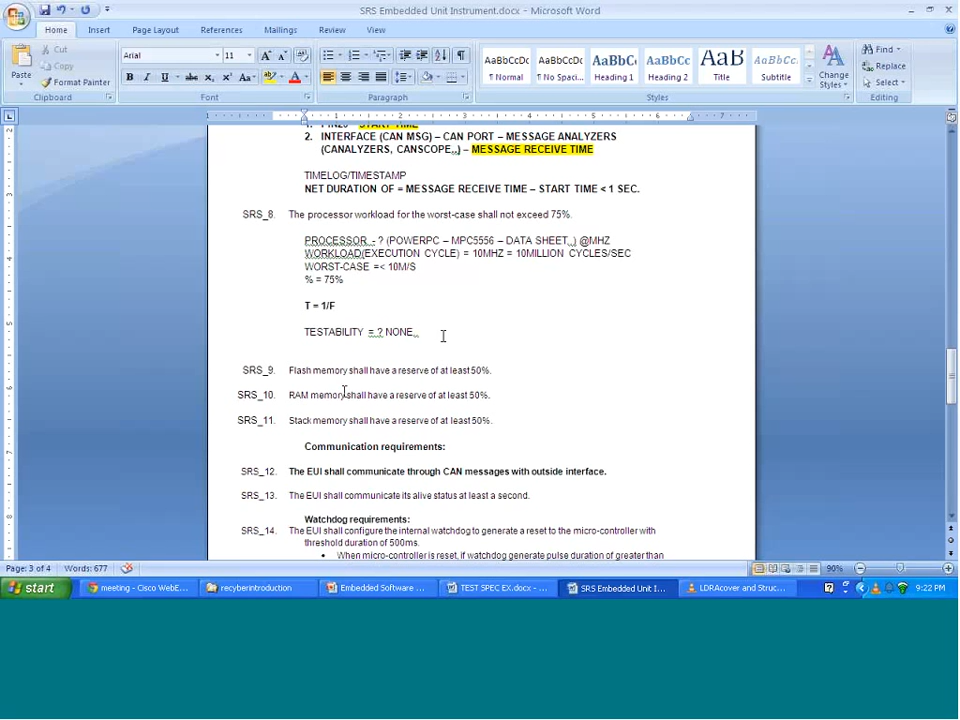 SRS Embedded Unit Instrument.docx - Microsoft Word
Home Insert Page Layout References Mailings Review View
Paste
Cut
Copy
Format Painter
Clipboard
Arial 11
Font
Paragraph
AaBbCc AaBbCc AaBbC AaBbCc AaB AaBbCc.
¶ Normal ¶ No Spaci... Heading 1 Heading 2 Title Subtitle
Styles
Change Styles
Find
Replace
Select
Editing
START TIME
2. INTERFACE (CAN MSG) – CAN PORT – MESSAGE ANALYZERS
(CANALYZERS, CANSCOPE,,) – MESSAGE RECEIVE TIME
TIMELOG/TIMESTAMP
NET DURATION OF = MESSAGE RECEIVE TIME – START TIME < 1 SEC.
SRS_8. The processor workload for the worst-case shall not exceed 75%.
PROCESSOR - ? (POWERPC – MPC5556 – DATA SHEET,,) @MHZ
WORKLOAD(EXECUTION CYCLE) = 10MHZ = 10MILLION CYCLES/SEC
WORST-CASE =< 10M/S
% = 75%
T = 1/F
TESTABILITY = ? NONE,,
SRS_9. Flash memory shall have a reserve of at least 50%.
SRS_10. RAM memory shall have a reserve of at least 50%.
SRS_11. Stack memory shall have a reserve of at least 50%.
Communication requirements:
SRS_12. The EUI shall communicate through CAN messages with outside interface.
SRS_13. The EUI shall communicate its alive status at least a second.
Watchdog requirements:
SRS_14. The EUI shall configure the internal watchdog to generate a reset to the micro-controller with
threshold duration of 500ms.
• When micro-controller is reset, if watchdog generate pulse duration of greater than
Page: 3 of 4 Words: 677 90%
start meeting - Cisco WebE... recyberintroduction Embedded Software ... TEST SPEC EX.docx - ... SRS Embedded Unit I... LDRAcover and Struc... 9:22 PM